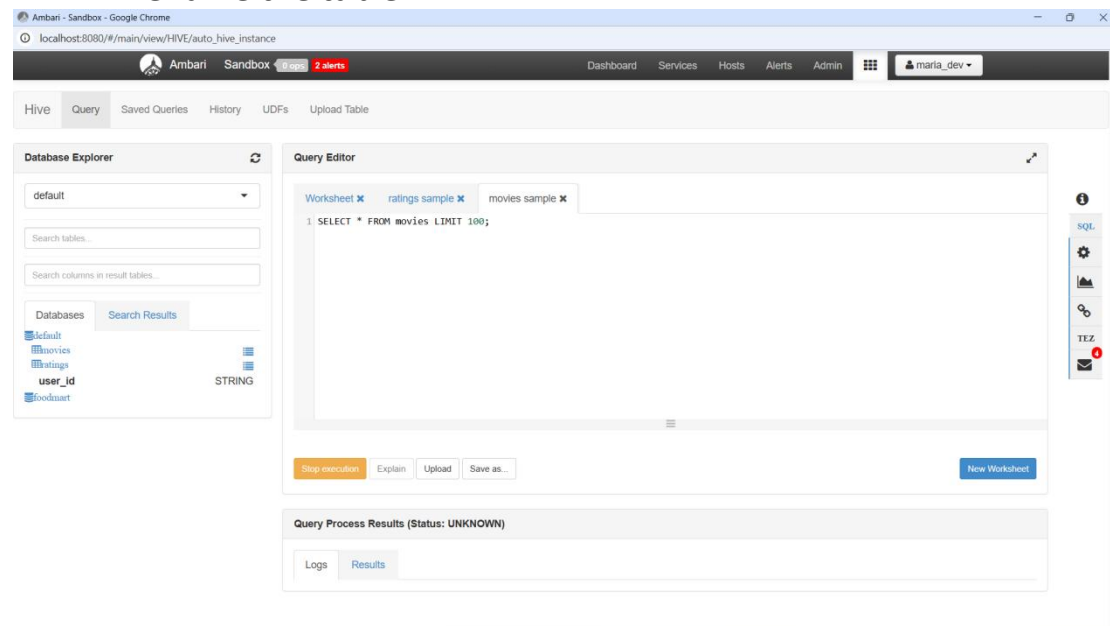 Ambari - Sandbox - Google Chrome
localhost:8080/#/main/view/HIVE/auto_hive_instance
Ambari Sandbox 0 ops 2 alerts Dashboard Services Hosts Alerts Admin maria_dev
Hive Query Saved Queries History UDFs Upload Table
Database Explorer
default
Search tables...
Search columns in result tables...
Databases Search Results
default
movies
ratings
user_id STRING
foodmart
Query Editor
Worksheet ratings sample movies sample
1 SELECT * FROM movies LIMIT 100;
Stop execution Explain Upload Save as... New Worksheet
Query Process Results (Status: UNKNOWN)
Logs Results
SQL
TEZ
4